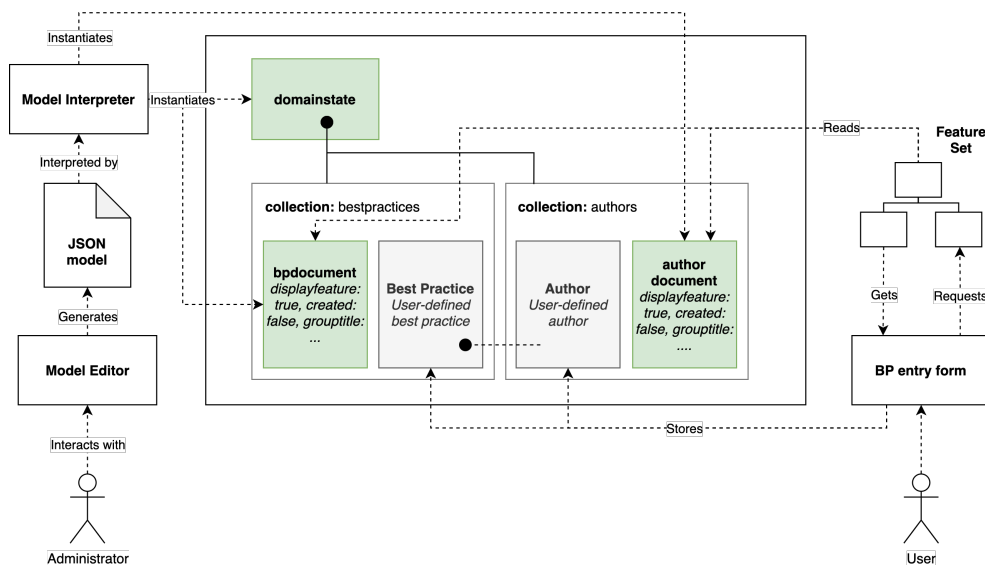 Instantiates
Model Interpreter
Instantiates
domainstate
Reads
Feature
Set
Interpreted by
JSON
model
collection: bestpractices
collection: authors
bpdocument
displayfeature:
true, created:
false, grouptitle:
...
Best Practice
User-defined
best practice
Author
User-defined
author
author
document
displayfeature:
true, created:
false, grouptitle:
....
Gets
Requests
Generates
Model Editor
BP entry form
Stores
Interacts with
Administrator
User